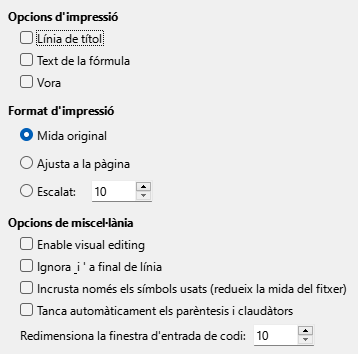 Opcions d'impressió
Línia de títol
Text de la fórmula
Vora
Format d'impressió
Mida original
Ajusta a la pàgina
Escalat: 10
Opcions de miscel·lània
Enable visual editing
Ignora _i ' a final de línia
Incrusta només els símbols usats (redueix la mida del fitxer)
Tanca automàticament els parèntesis i claudàtors
Redimensiona la finestra d'entrada de codi: 10